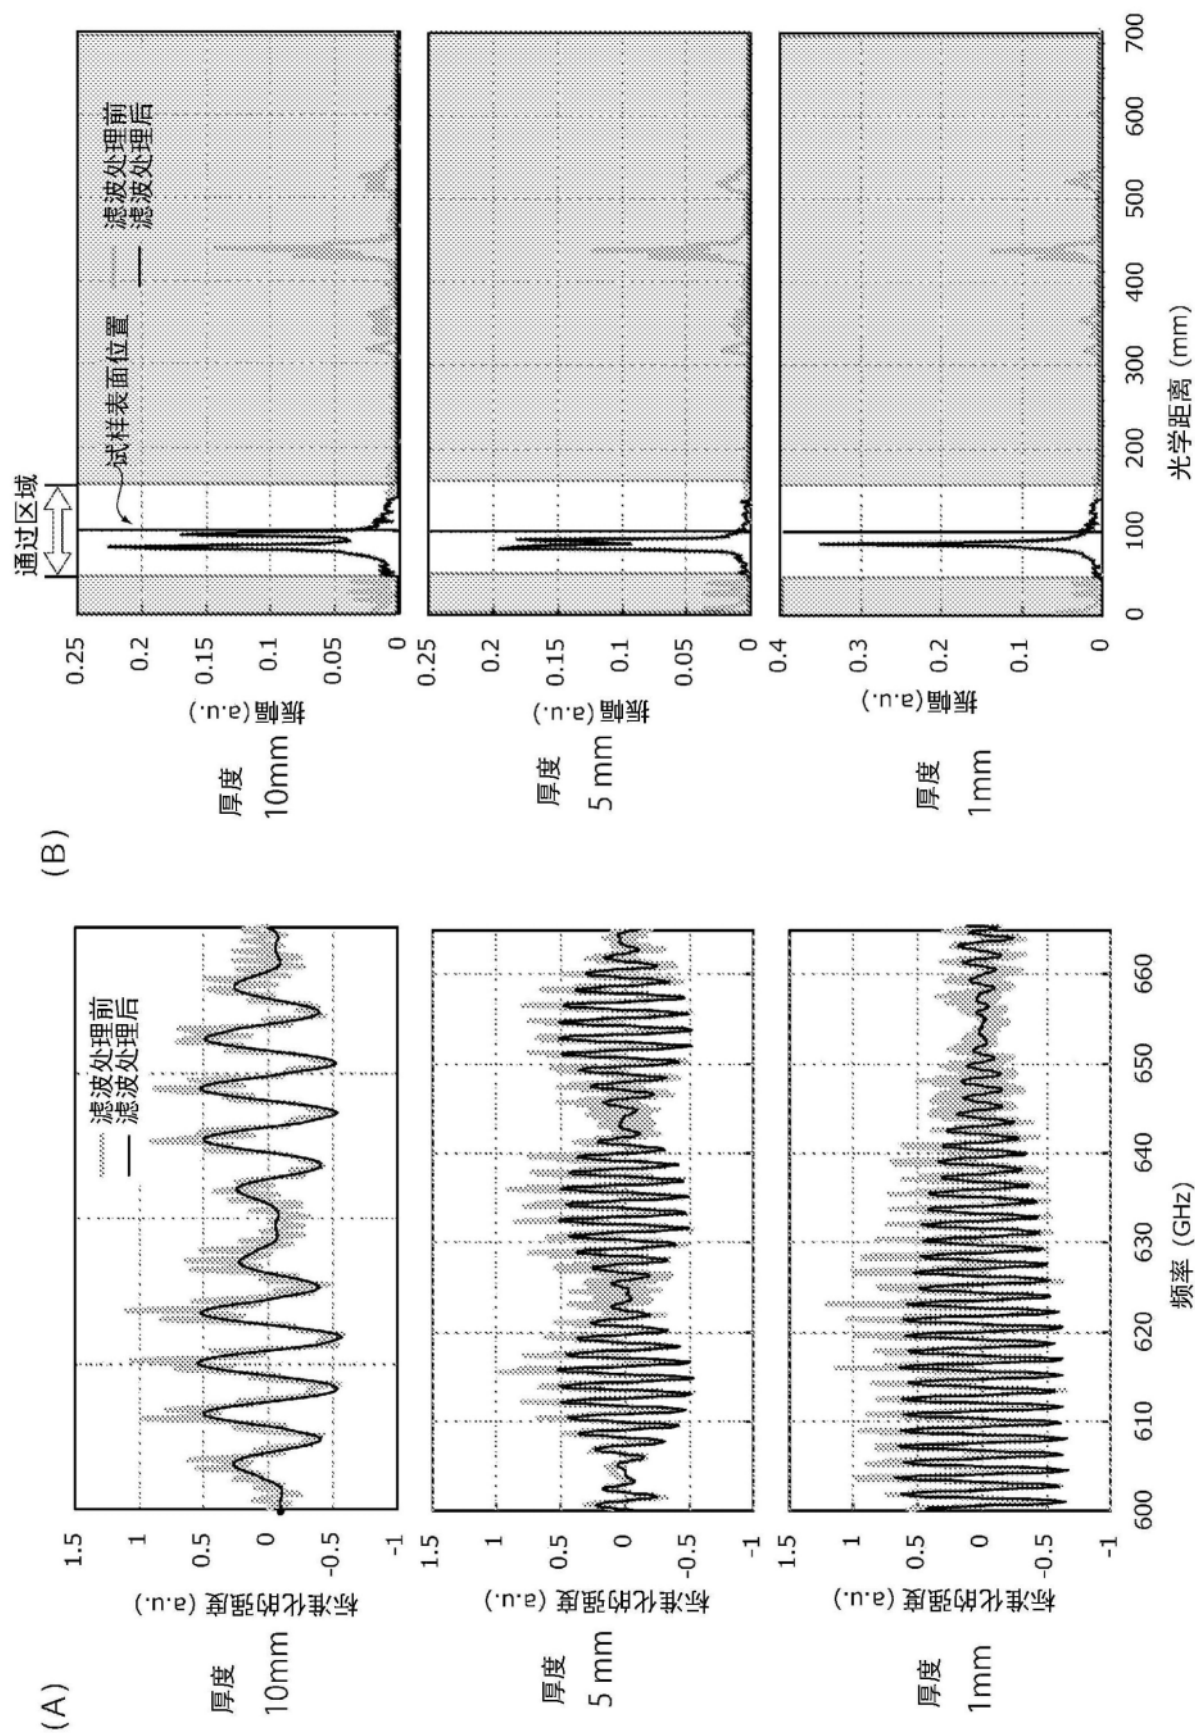 (A)
厚度
10mm
标准化的强度 (a.u.)
1.5
1
0.5
0
-0.5
-1
滤波处理前
滤波处理后
厚度
5 mm
标准化的强度 (a.u.)
1.5
1
0.5
0
-0.5
-1
厚度
1mm
标准化的强度 (a.u.)
1.5
1
0.5
0
-0.5
-1
600 610 620 630 640 650 660
频率 (GHz)
(B)
通过区域
厚度
10mm
振幅(a.u.)
0.25
0.2
0.15
0.1
0.05
0
试样表面位置
滤波处理前
滤波处理后
厚度
5 mm
振幅(a.u.)
0.25
0.2
0.15
0.1
0.05
0
厚度
1mm
振幅(a.u.)
0.4
0.3
0.2
0.1
0
0 100 200 300 400 500 600 700
光学距离 (mm)